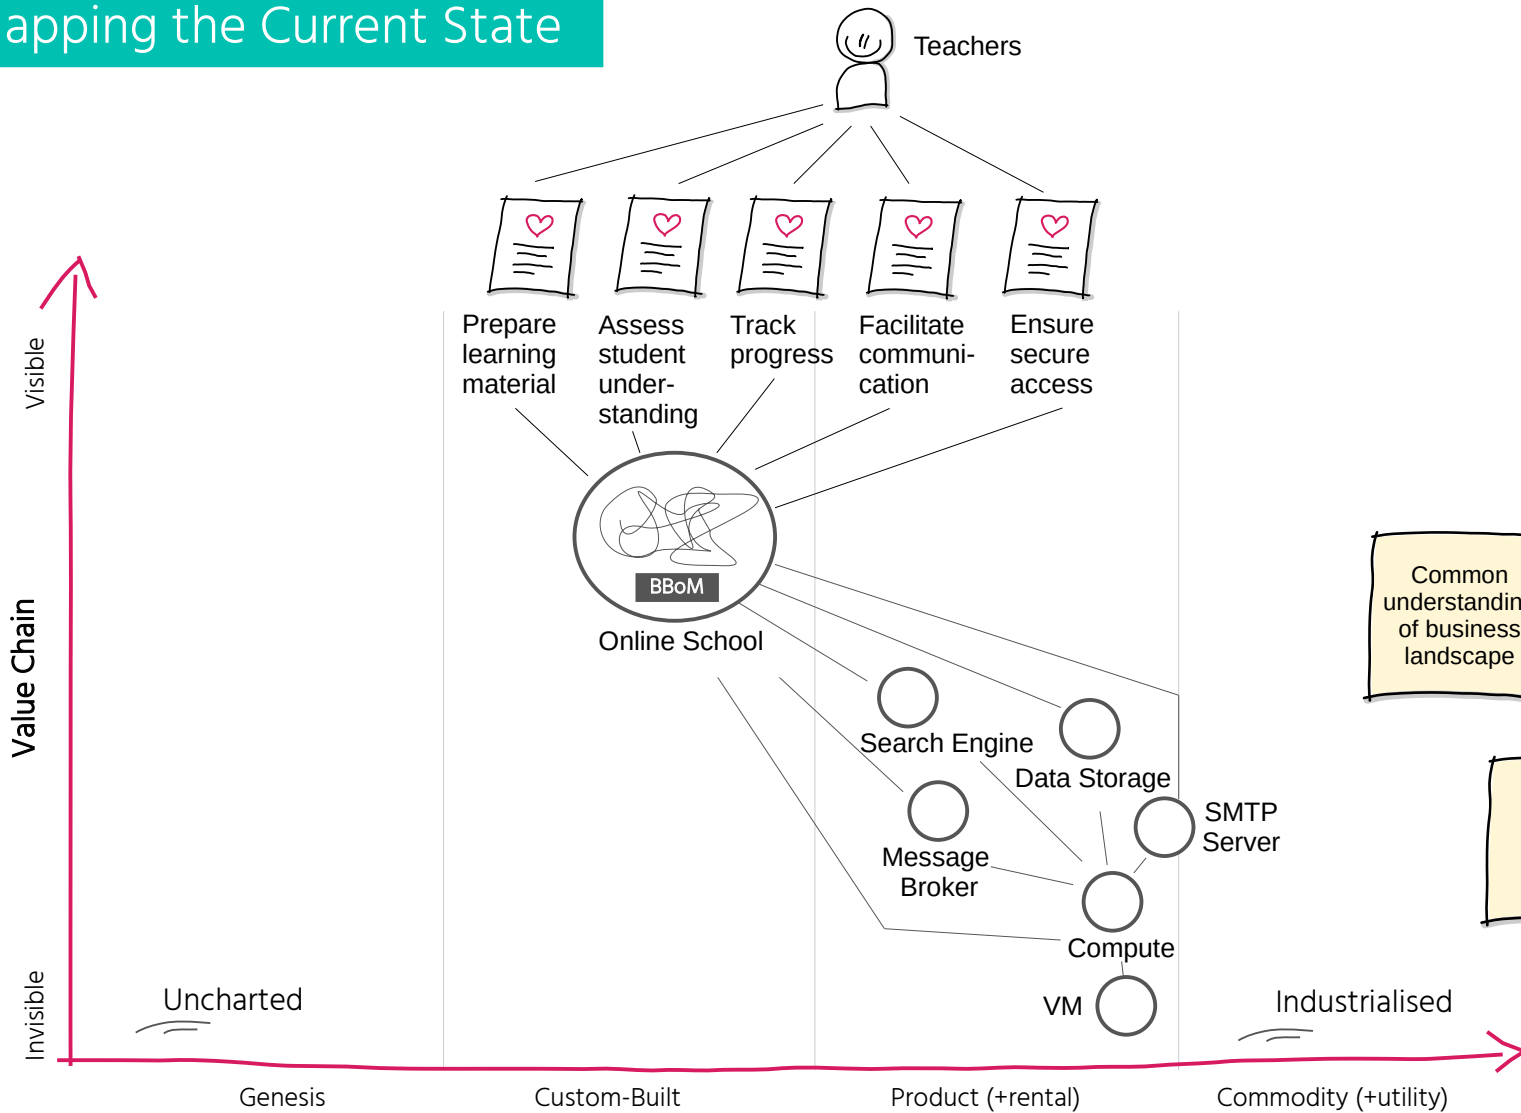 apping the Current State
Teachers
Prepare
learning
material
Assess
student
under-
standing
Track
progress
Facilitate
communi-
cation
Ensure
secure
access
Visible
Value Chain
Invisible
BBoM
Online School
Common
understandin
of business
landscape
Search Engine
Data Storage
SMTP
Server
Message
Broker
Compute
VM
Uncharted
Industrialised
Genesis
Custom-Built
Product (+rental)
Commodity (+utility)